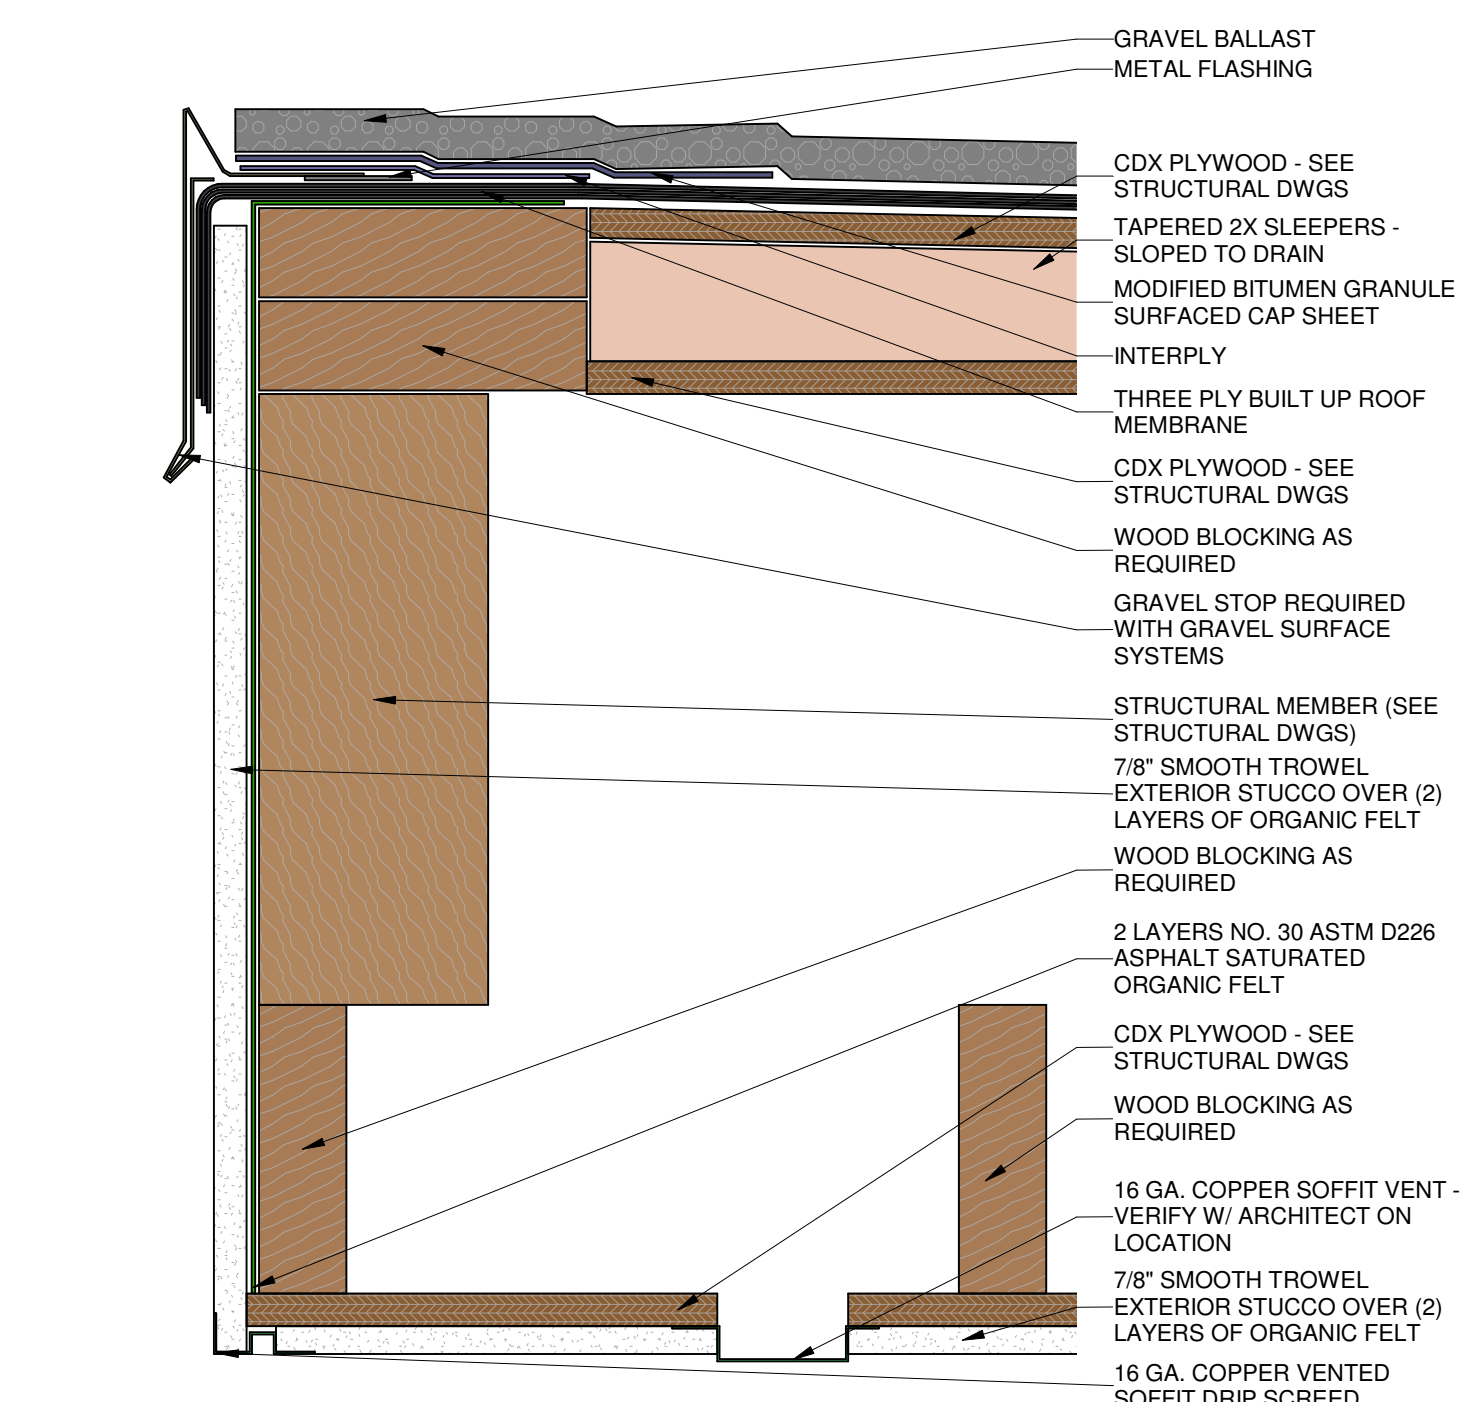 GRAVEL BALLAST
METAL FLASHING
CDX PLYWOOD - SEE
STRUCTURAL DWGS
TAPERED 2X SLEEPERS -
SLOPED TO DRAIN
MODIFIED BITUMEN GRANULE
SURFACED CAP SHEET
INTERPLY
THREE PLY BUILT UP ROOF
MEMBRANE
CDX PLYWOOD - SEE
STRUCTURAL DWGS
WOOD BLOCKING AS
REQUIRED
GRAVEL STOP REQUIRED
WITH GRAVEL SURFACE
SYSTEMS
STRUCTURAL MEMBER (SEE
STRUCTURAL DWGS)
7/8" SMOOTH TROWEL
EXTERIOR STUCCO OVER (2)
LAYERS OF ORGANIC FELT
WOOD BLOCKING AS
REQUIRED
2 LAYERS NO. 30 ASTM D226
ASPHALT SATURATED
ORGANIC FELT
CDX PLYWOOD - SEE
STRUCTURAL DWGS
WOOD BLOCKING AS
REQUIRED
16 GA. COPPER SOFFIT VENT -
VERIFY W/ ARCHITECT ON
LOCATION
7/8" SMOOTH TROWEL
EXTERIOR STUCCO OVER (2)
LAYERS OF ORGANIC FELT
16 GA. COPPER VENTED
SOFFIT DRIP SCREED